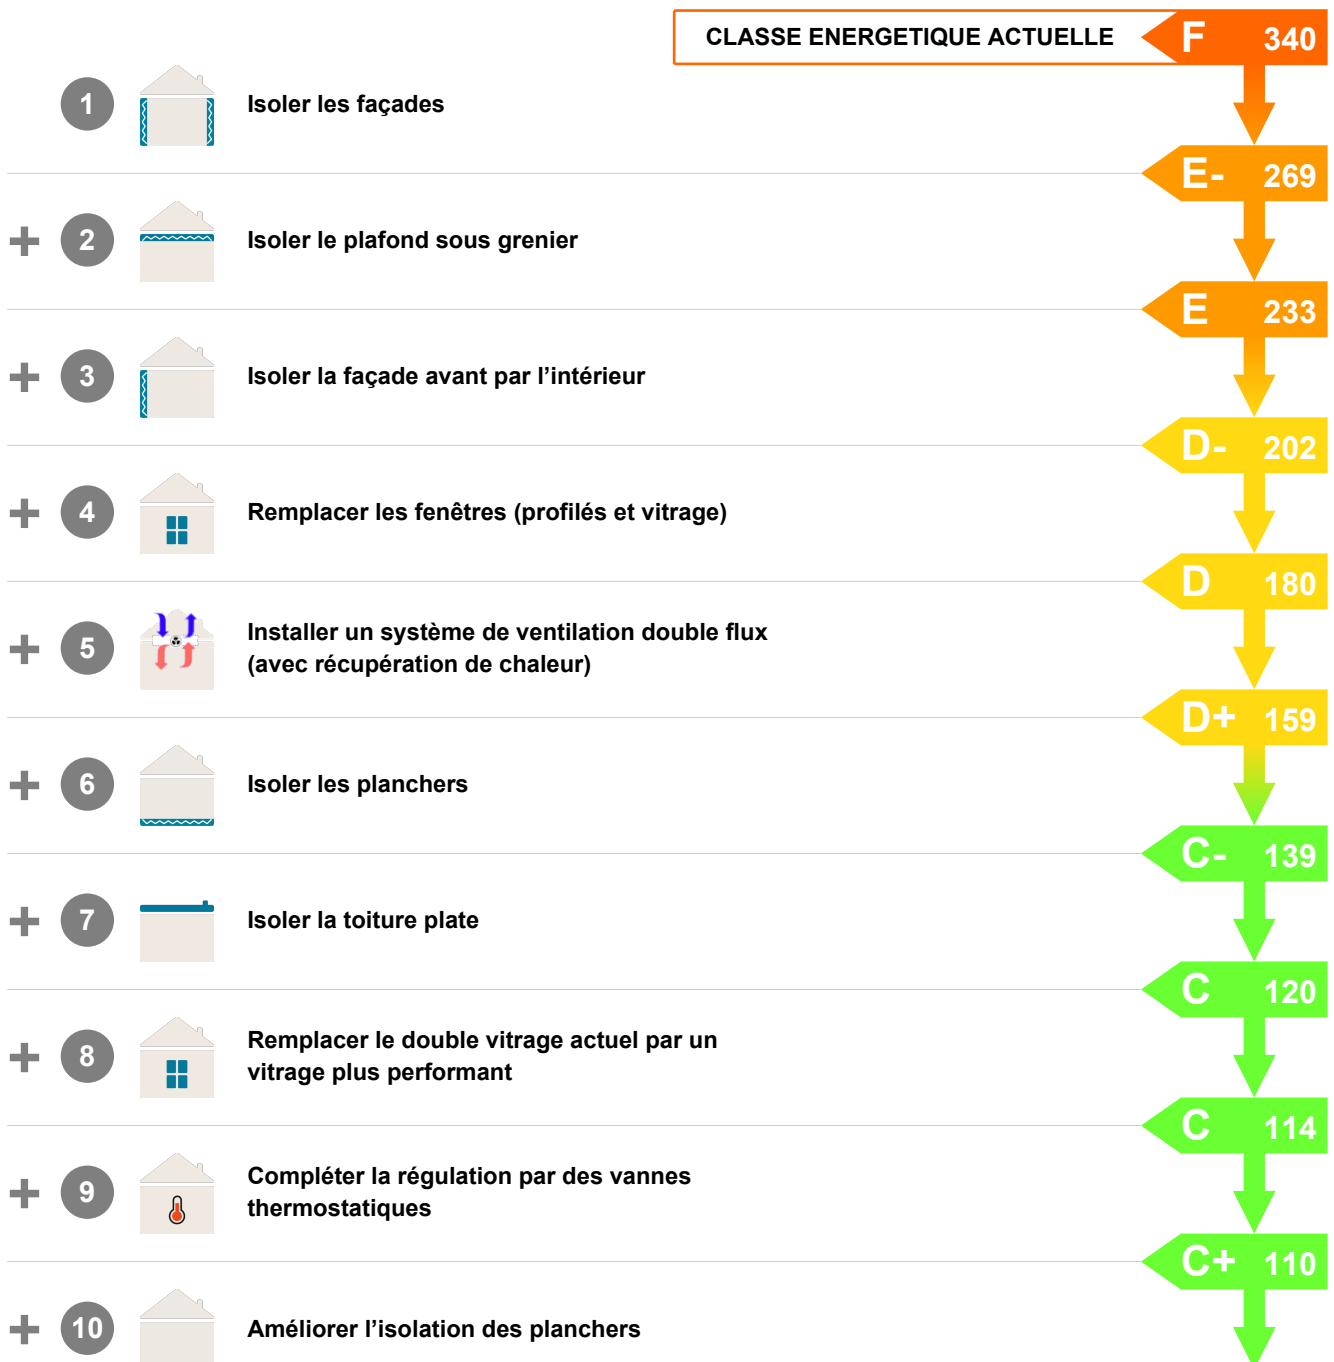 CLASSE ENERGETIQUE ACTUELLE F 340
1 Isoler les façades
E- 269
+ 2 Isoler le plafond sous grenier
E 233
+ 3 Isoler la façade avant par l’intérieur
D- 202
+ 4 Remplacer les fenêtres (profilés et vitrage)
D 180
+ 5 Installer un système de ventilation double flux
(avec récupération de chaleur)
D+ 159
+ 6 Isoler les planchers
C- 139
+ 7 Isoler la toiture plate
C 120
+ 8 Remplacer le double vitrage actuel par un
vitrage plus performant
C 114
+ 9 Compléter la régulation par des vannes
thermostatiques
C+ 110
+ 10 Améliorer l’isolation des planchers